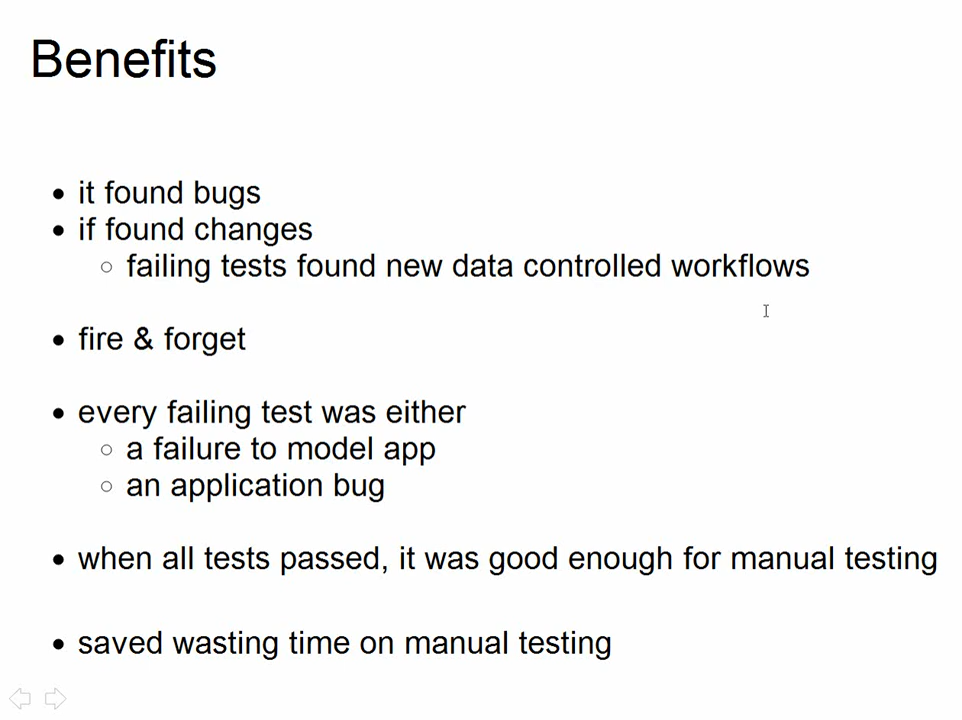 Benefits
• it found bugs
• if found changes
○ failing tests found new data controlled workflows
• fire & forget
• every failing test was either
○ a failure to model app
○ an application bug
• when all tests passed, it was good enough for manual testing
• saved wasting time on manual testing